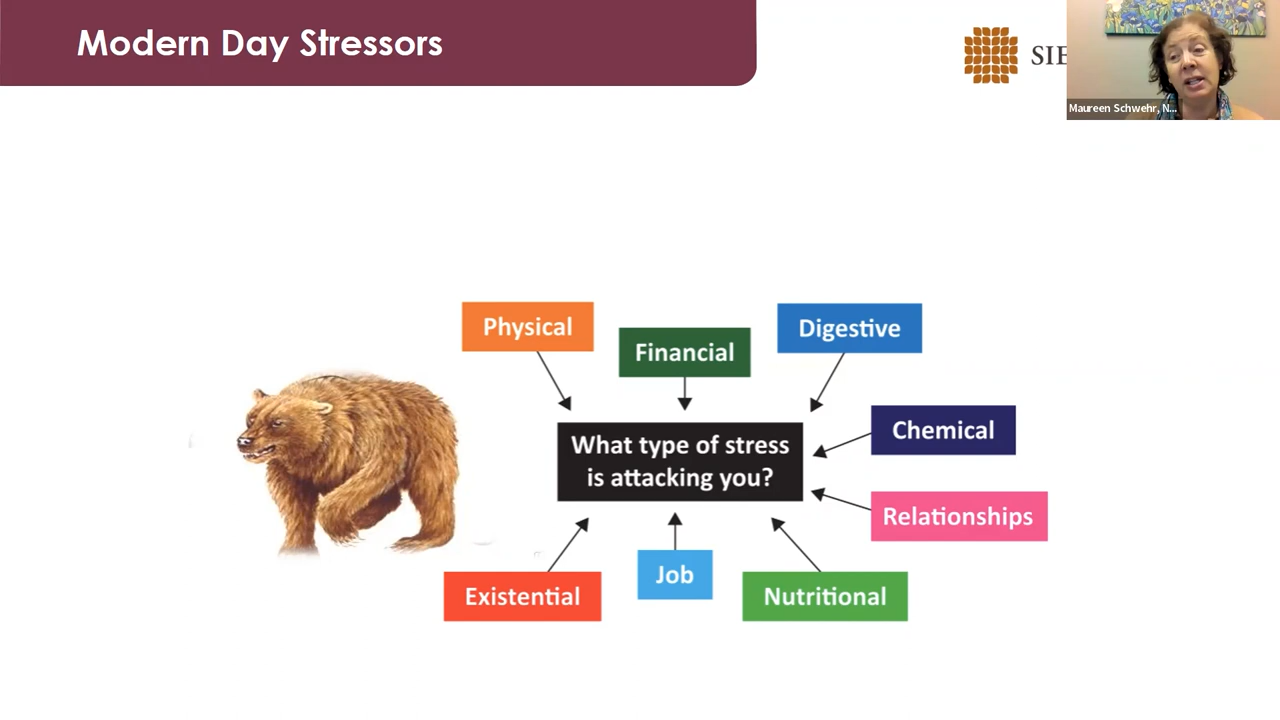 Modern Day Stressors
SIE
Maureen Schwehr, N...
Physical
Financial
Digestive
What type of stress
is attacking you?
Chemical
Relationships
Existential
Job
Nutritional